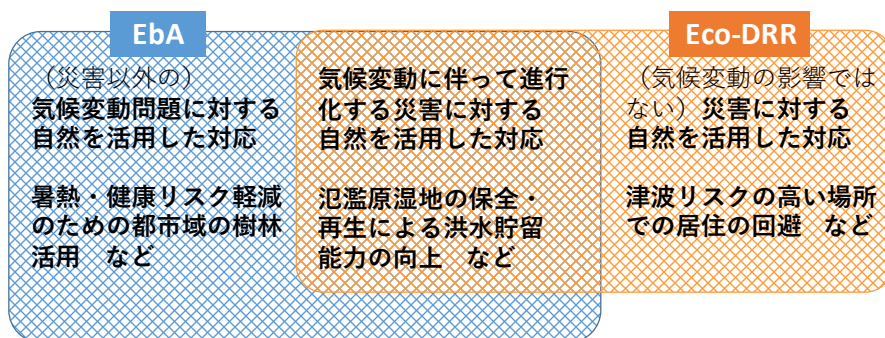 EbA
Eco-DRR
（災害以外の）
気候変動問題に対する
自然を活用した対応
暑熱・健康リスク軽減
のための都市域の樹林
活用　など
気候変動に伴って進行
化する災害に対する
自然を活用した対応
氾濫原湿地の保全・
再生による洪水貯留
能力の向上　など
（気候変動の影響では
ない）災害に対する
自然を活用した対応
津波リスクの高い場所
での居住の回避　など